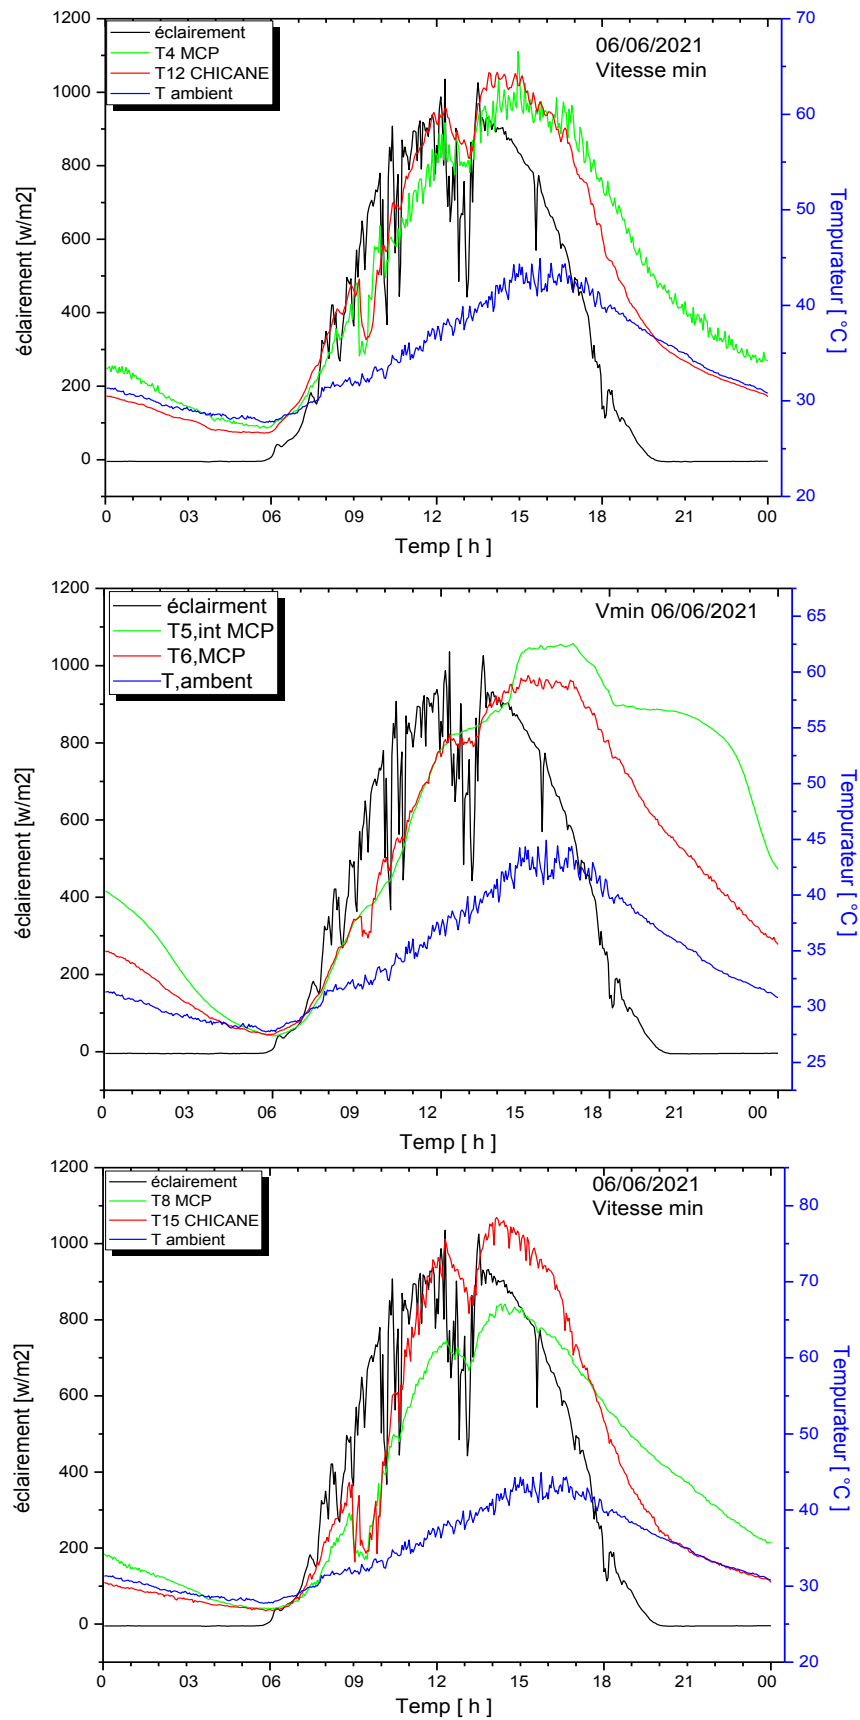 éclairement
T4 MCP
T12 CHICANE
T ambient
06/06/2021
Vitesse min
1200
1000
800
600
400
200
0
éclairement [w/m2]
70
60
50
40
30
20
Tempurateur [ °C ]
0 03 06 09 12 15 18 21 00
Temp [ h ]
éclairment
T5,int MCP
T6,MCP
T,ambent
Vmin 06/06/2021
1200
1000
800
600
400
200
0
éclairement [w/m2]
65
60
55
50
45
40
35
30
25
Tempurateur [ °C ]
0 03 06 09 12 15 18 21 00
Temp [ h ]
éclairement
T8 MCP
T15 CHICANE
T ambient
06/06/2021
Vitesse min
1200
1000
800
600
400
200
0
éclairement [w/m2]
80
70
60
50
40
30
20
Tempurateur [ °C ]
0 03 06 09 12 15 18 21 00
Temp [ h ]